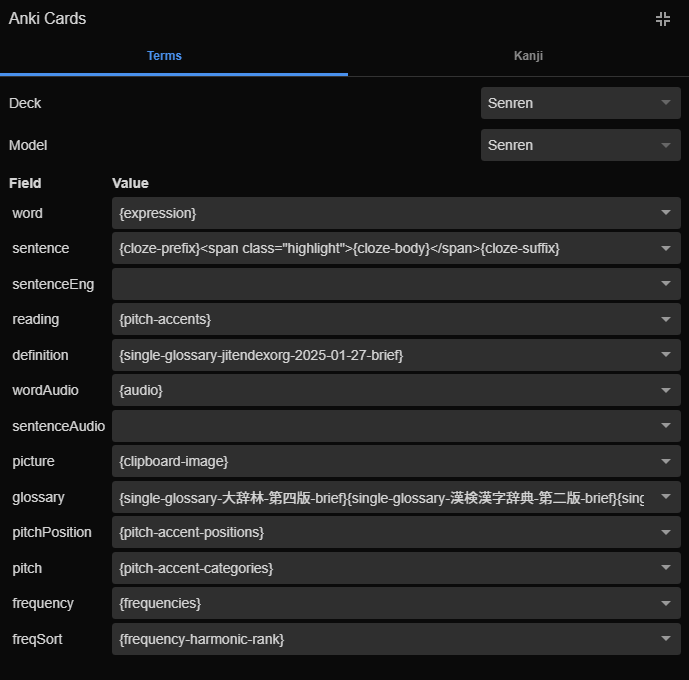 Anki Cards
Terms
Kanji
Deck
Senren
Model
Senren
Field Value
word {expression}
sentence {cloze-prefix}<span class="highlight">{cloze-body}</span>{cloze-suffix}
sentenceEng
reading {pitch-accents}
definition {single-glossary-jitendexorg-2025-01-27-brief}
wordAudio {audio}
sentenceAudio
picture {clipboard-image}
glossary {single-glossary-大辞林-第四版-brief}{single-glossary-漢検漢字辞典-第二版-brief}{sing
pitchPosition {pitch-accent-positions}
pitch {pitch-accent-categories}
frequency {frequencies}
freqSort {frequency-harmonic-rank}